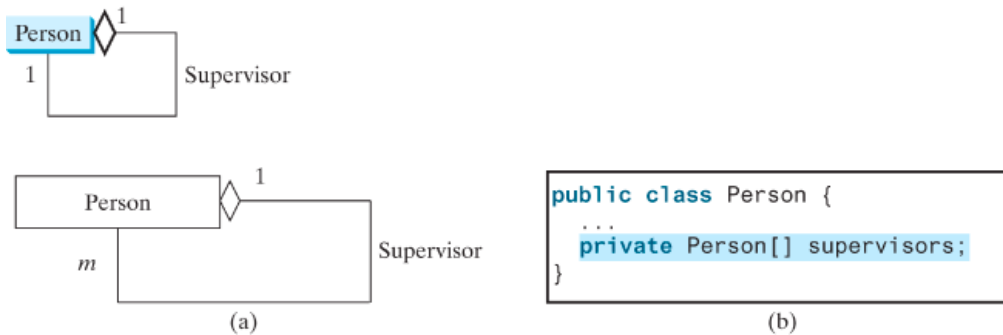 1
Person
1
Supervisor
1
Person
m
Supervisor
(a)
public class Person {
...
private Person[] supervisors;
}
(b)